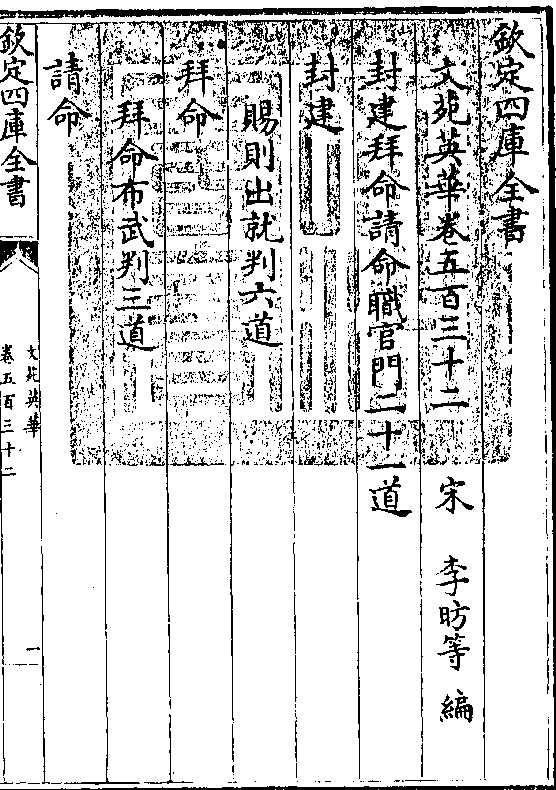 欽定四庫全書
文苑英華卷五百三十二　宋　李昉等　編
封建拜命請命職官門二十一道
封建
賜則出就判六道
拜命
拜命布武判三道
請命
欽定四庫全書
文苑英華
卷五百三十二
一